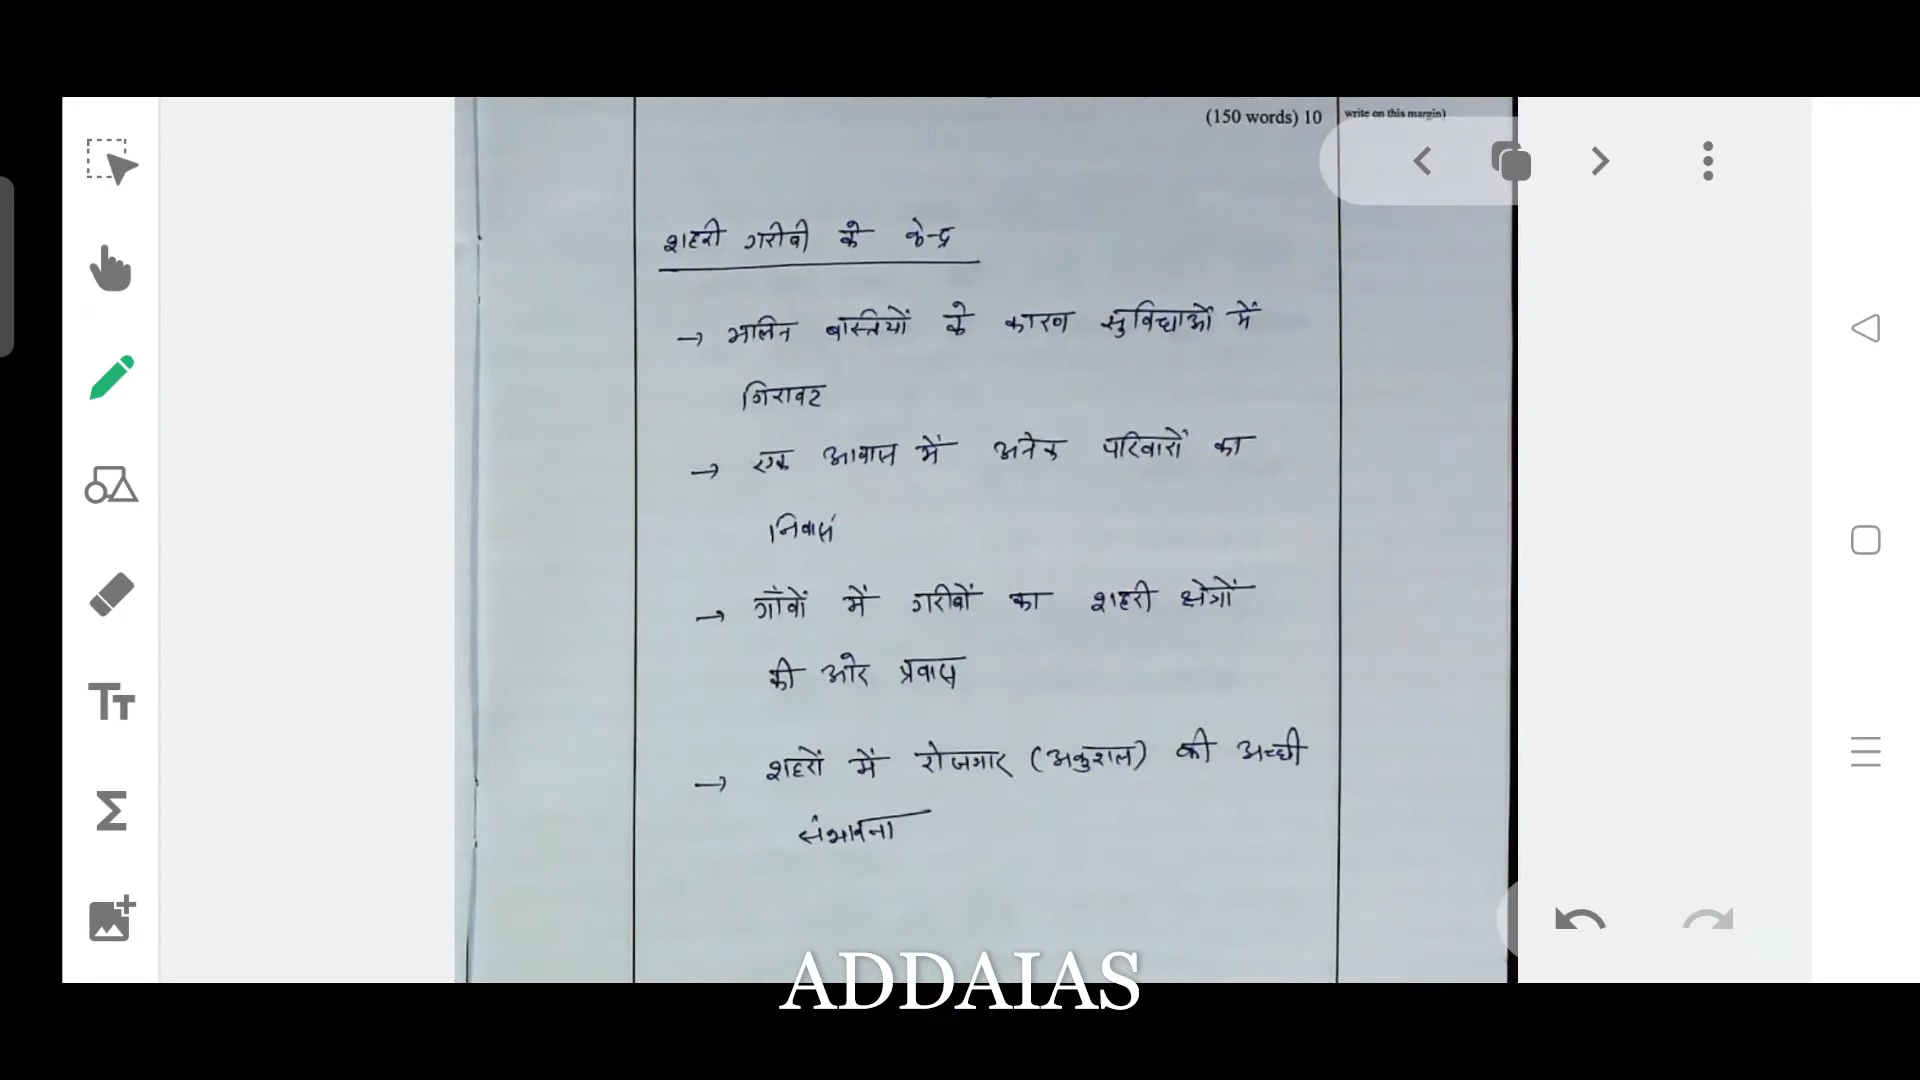 (150 words) 10
write on this margin)
शहरी गरीबी के केन्द्र
→ मलिन बस्तियों के कारण सुविधाओं में
गिरावट
→ एक आवास में अनेक परिवारों का
निवास
→ गाँवों में गरीबों का शहरी क्षेत्रों
की ओर प्रवास
→ शहरों में रोजगार (अकुशल) की अच्छी
संभावना
Tт
Σ
ADDAIAS